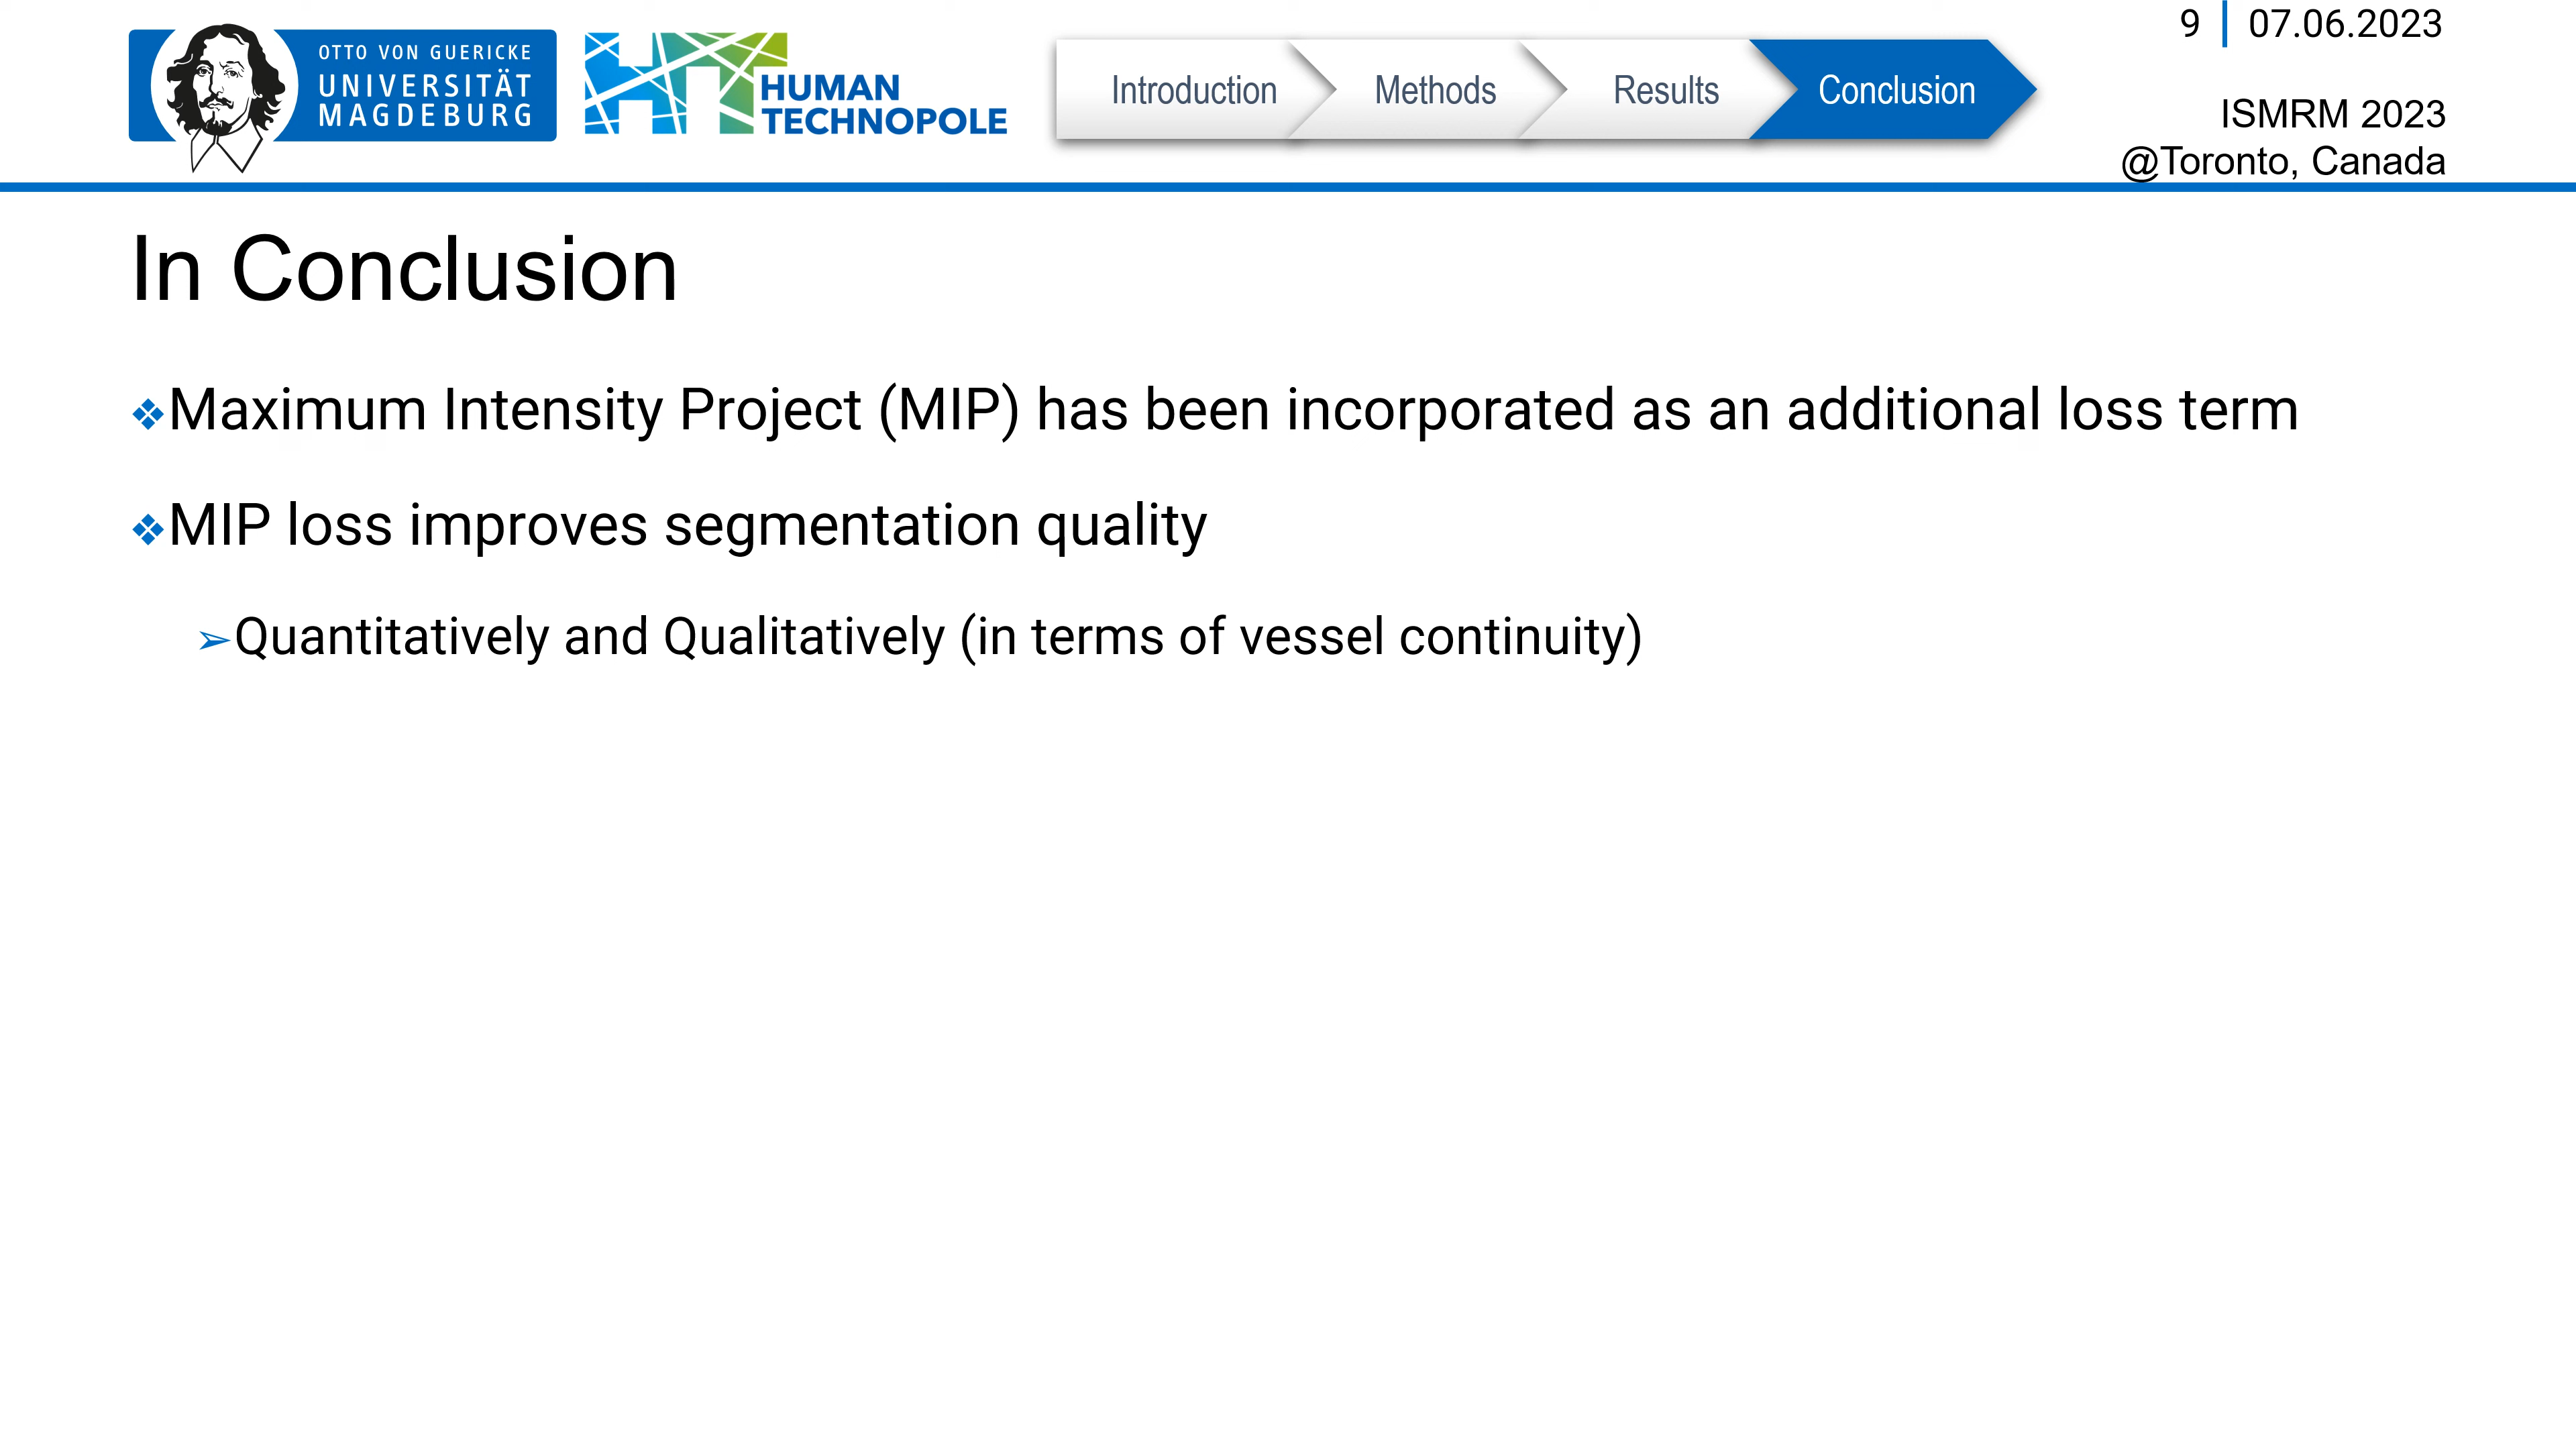 OTTO VON GUERICKE
UNIVERSITÄT
MAGDEBURG
HUMAN
TECHNOPOLE
Introduction
Methods
Results
Conclusion
9 | 07.06.2023
ISMRM 2023
@Toronto, Canada
In Conclusion
❖Maximum Intensity Project (MIP) has been incorporated as an additional loss term
❖MIP loss improves segmentation quality
➢Quantitatively and Qualitatively (in terms of vessel continuity)